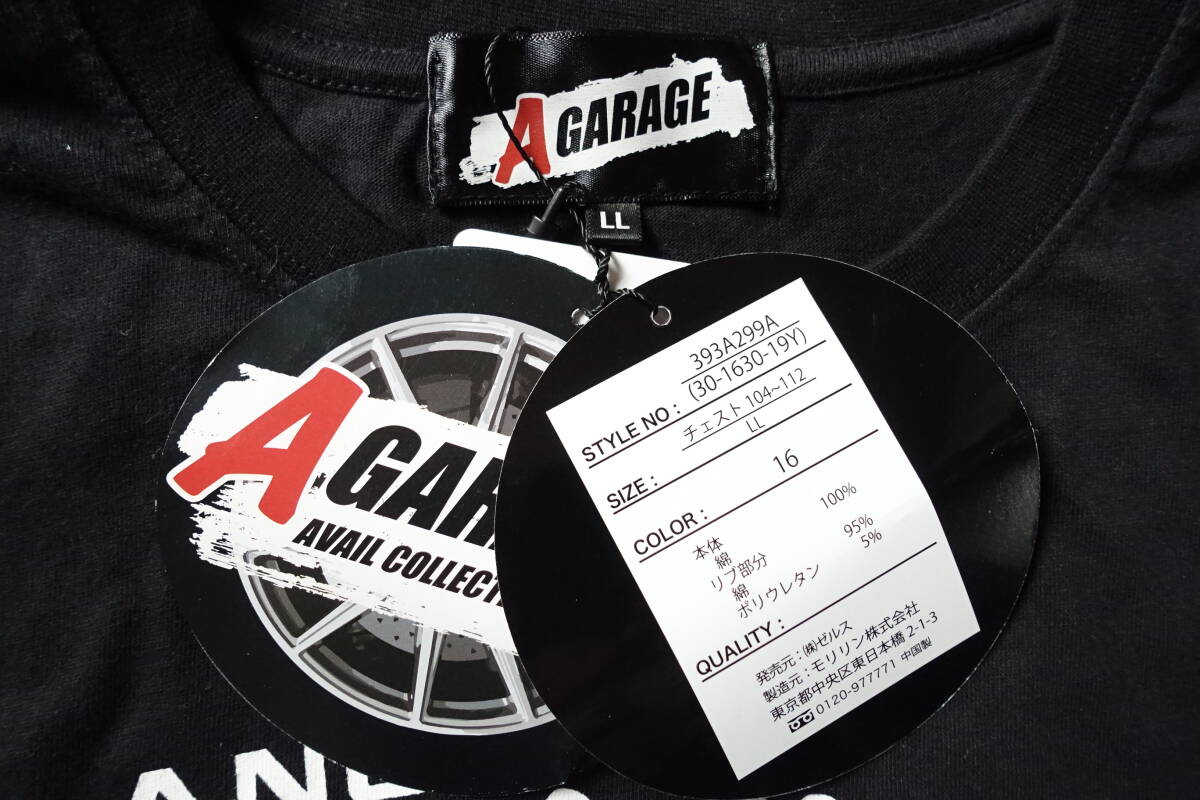 A GARAGE
LL
A.GAR
AVAIL COLLECT
STYLE NO : 393A299A
(30-1630-19Y)
SIZE : チェスト 104~112
LL
COLOR : 16
本体
綿 100%
リブ部分
綿 95%
ポリウレタン 5%
QUALITY :
発売元 : ㈱ゼルス
製造元 : モリリン株式会社
東京都中央区東日本橋 2-1-3
0120-977771 中国製
AND